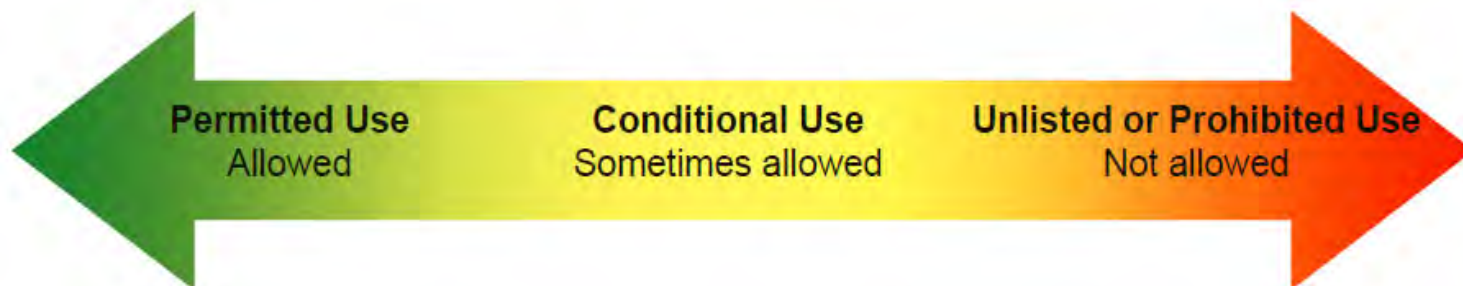 Permitted Use
Allowed
Conditional Use
Sometimes allowed
Unlisted or Prohibited Use
Not allowed